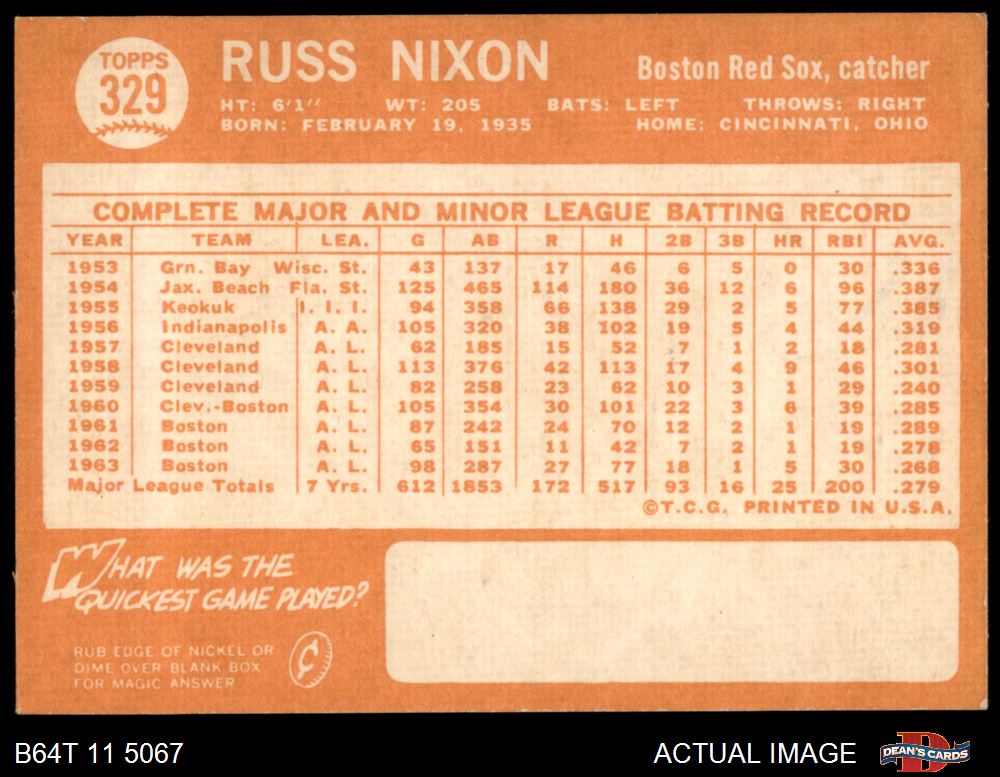 TOPPS
329
RUSS NIXON
Boston Red Sox, catcher
HT: 6'1" WT: 205 BATS: LEFT THROWS: RIGHT
BORN: FEBRUARY 19, 1935 HOME: CINCINNATI, OHIO
COMPLETE MAJOR AND MINOR LEAGUE BATTING RECORD
YEAR TEAM LEA. G AB R H 2B 3B HR RBI AVG.
1953 Grn. Bay Wisc. St. 43 137 17 46 6 5 0 30 .336
1954 Jax. Beach Fla. St. 125 465 114 180 36 12 6 96 .387
1955 Keokuk I. I. I. 94 358 66 138 29 2 5 77 .385
1956 Indianapolis A. A. 105 320 38 102 19 5 4 44 .319
1957 Cleveland A. L. 62 185 15 52 7 1 2 18 .281
1958 Cleveland A. L. 113 376 42 113 17 4 9 46 .301
1959 Cleveland A. L. 82 258 23 62 10 3 1 29 .240
1960 Clev.-Boston A. L. 105 354 30 101 22 3 6 39 .285
1961 Boston A. L. 87 242 24 70 12 2 1 19 .289
1962 Boston A. L. 65 151 11 42 7 2 1 19 .278
1963 Boston A. L. 98 287 27 77 18 1 5 30 .268
Major League Totals 7 Yrs. 612 1853 172 517 93 16 25 200 .279
©T.C.G. PRINTED IN U.S.A.
WHAT WAS THE
QUICKEST GAME PLAYED?
RUB EDGE OF NICKEL OR
DIME OVER BLANK BOX
FOR MAGIC ANSWER
¢
B64T 11 5067
ACTUAL IMAGE
D
DEAN'S CARDS